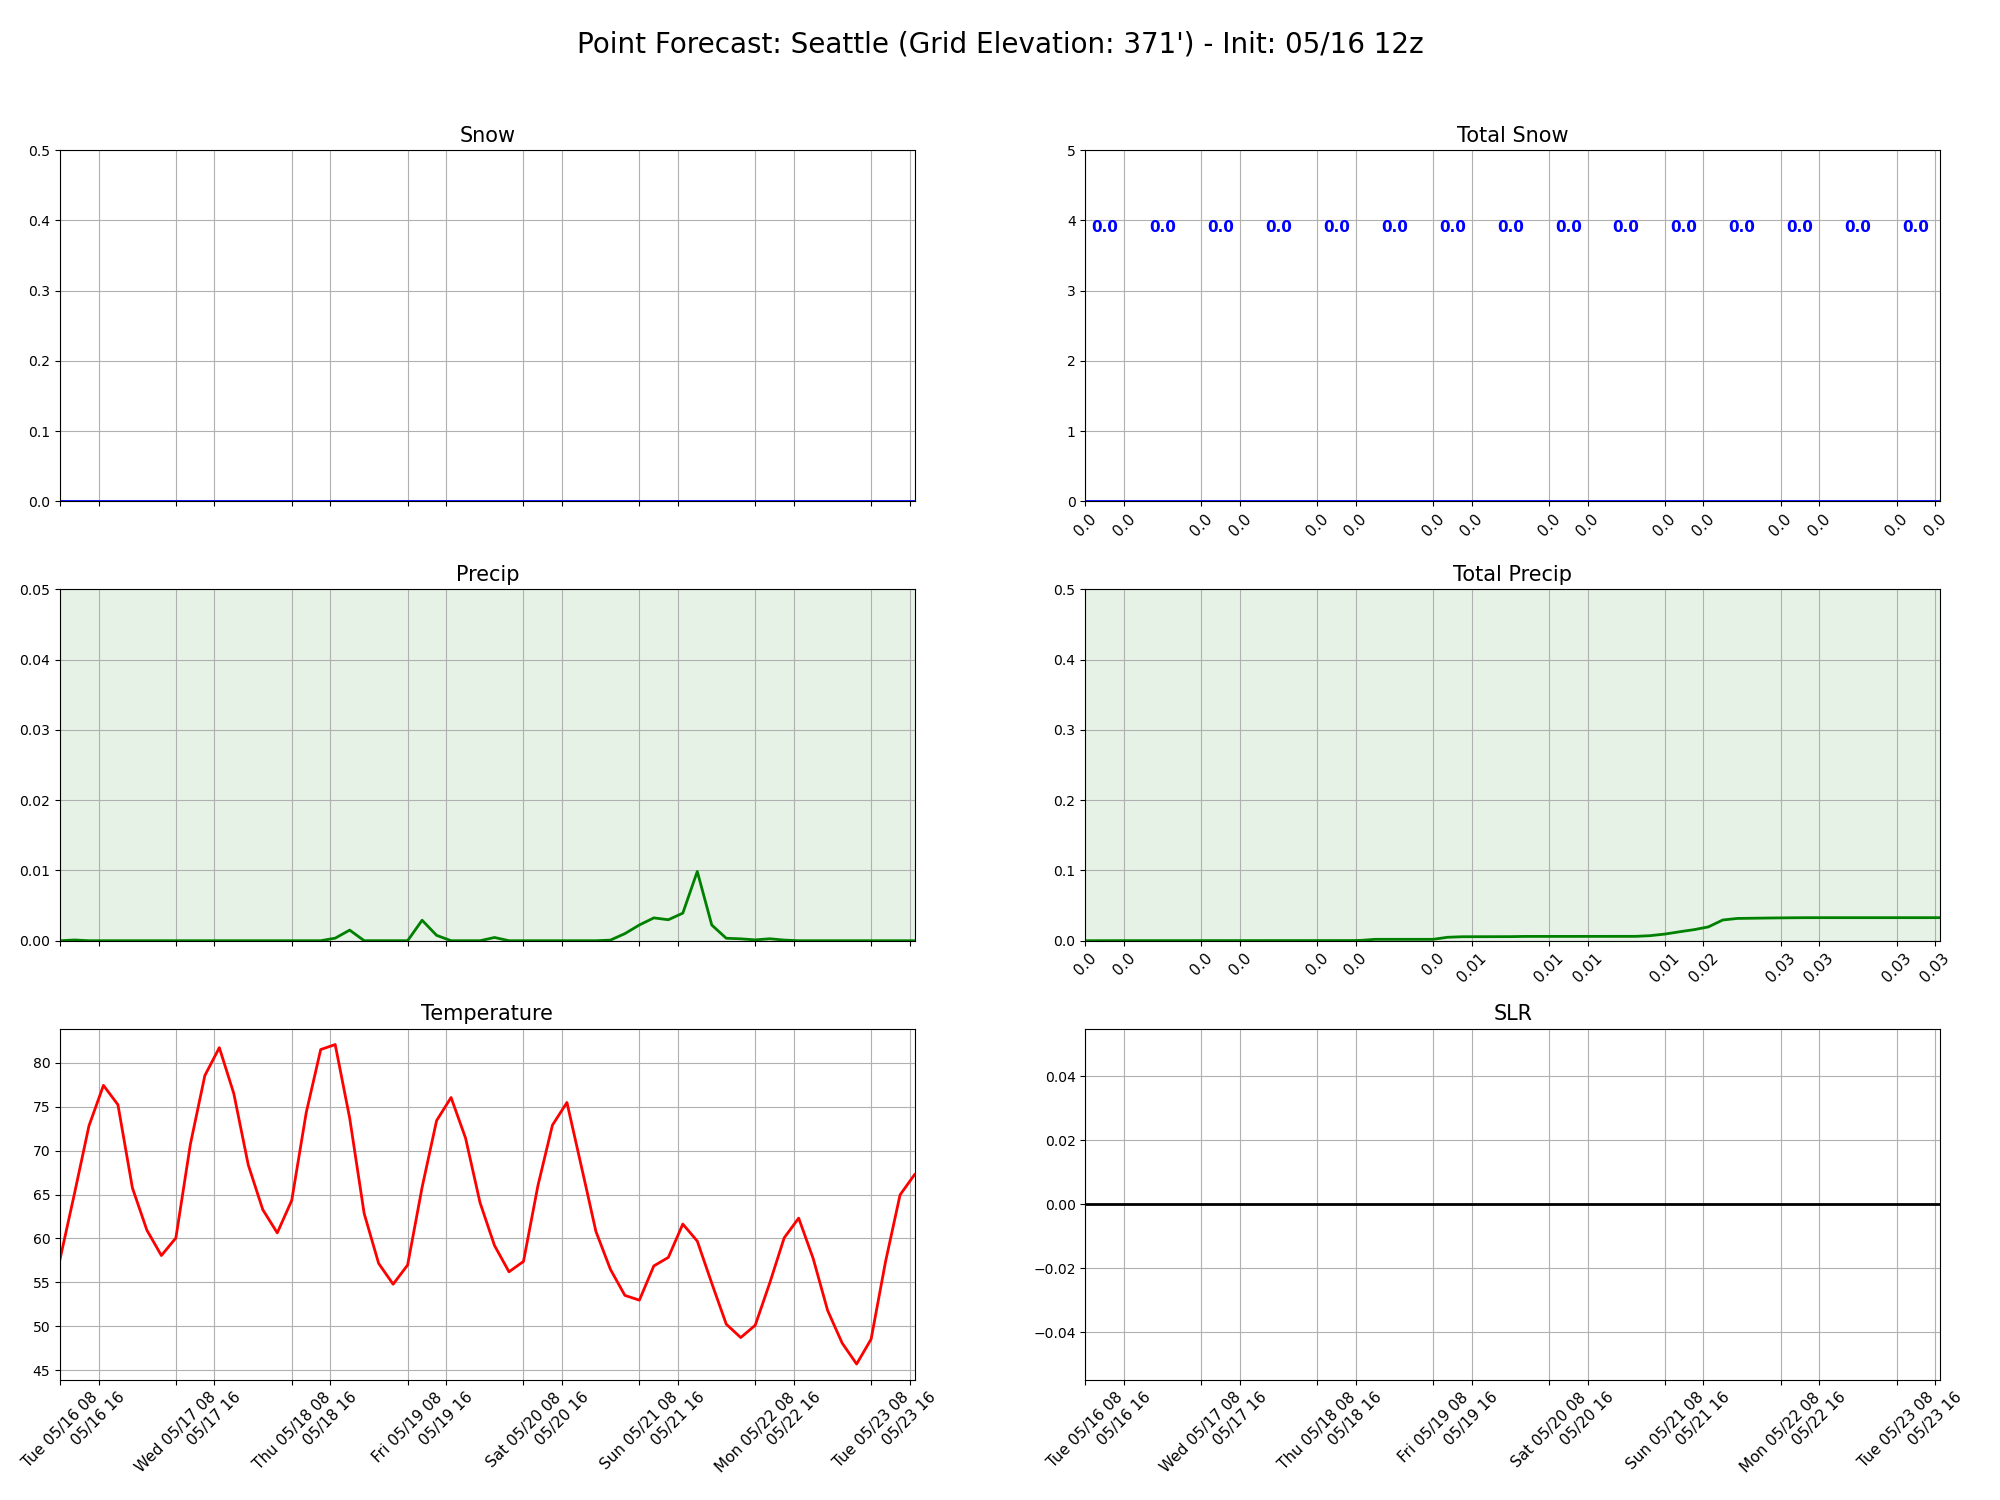 Point Forecast: Seattle (Grid Elevation: 371') - Init: 05/16 12z
Snow
0.5
0.4
0.3
0.2
0.1
0.0
Total Snow
5
4
3
2
1
0
0.0 0.0 0.0 0.0 0.0 0.0 0.0 0.0 0.0 0.0 0.0 0.0 0.0 0.0 0.0
0.0 0.0 0.0 0.0 0.0 0.0 0.0 0.0 0.0 0.0 0.0 0.0 0.0 0.0 0.0 0.0
Precip
0.05
0.04
0.03
0.02
0.01
0.00
Total Precip
0.5
0.4
0.3
0.2
0.1
0.0
0.0 0.0 0.0 0.0 0.0 0.0 0.0 0.01 0.01 0.01 0.01 0.02 0.03 0.03 0.03 0.03
Temperature
80
75
70
65
60
55
50
45
Tue 05/16 08
05/16 16
Wed 05/17 08
05/17 16
Thu 05/18 08
05/18 16
Fri 05/19 08
05/19 16
Sat 05/20 08
05/20 16
Sun 05/21 08
05/21 16
Mon 05/22 08
05/22 16
Tue 05/23 08
05/23 16
SLR
0.04
0.02
0.00
−0.02
−0.04
Tue 05/16 08
05/16 16
Wed 05/17 08
05/17 16
Thu 05/18 08
05/18 16
Fri 05/19 08
05/19 16
Sat 05/20 08
05/20 16
Sun 05/21 08
05/21 16
Mon 05/22 08
05/22 16
Tue 05/23 08
05/23 16